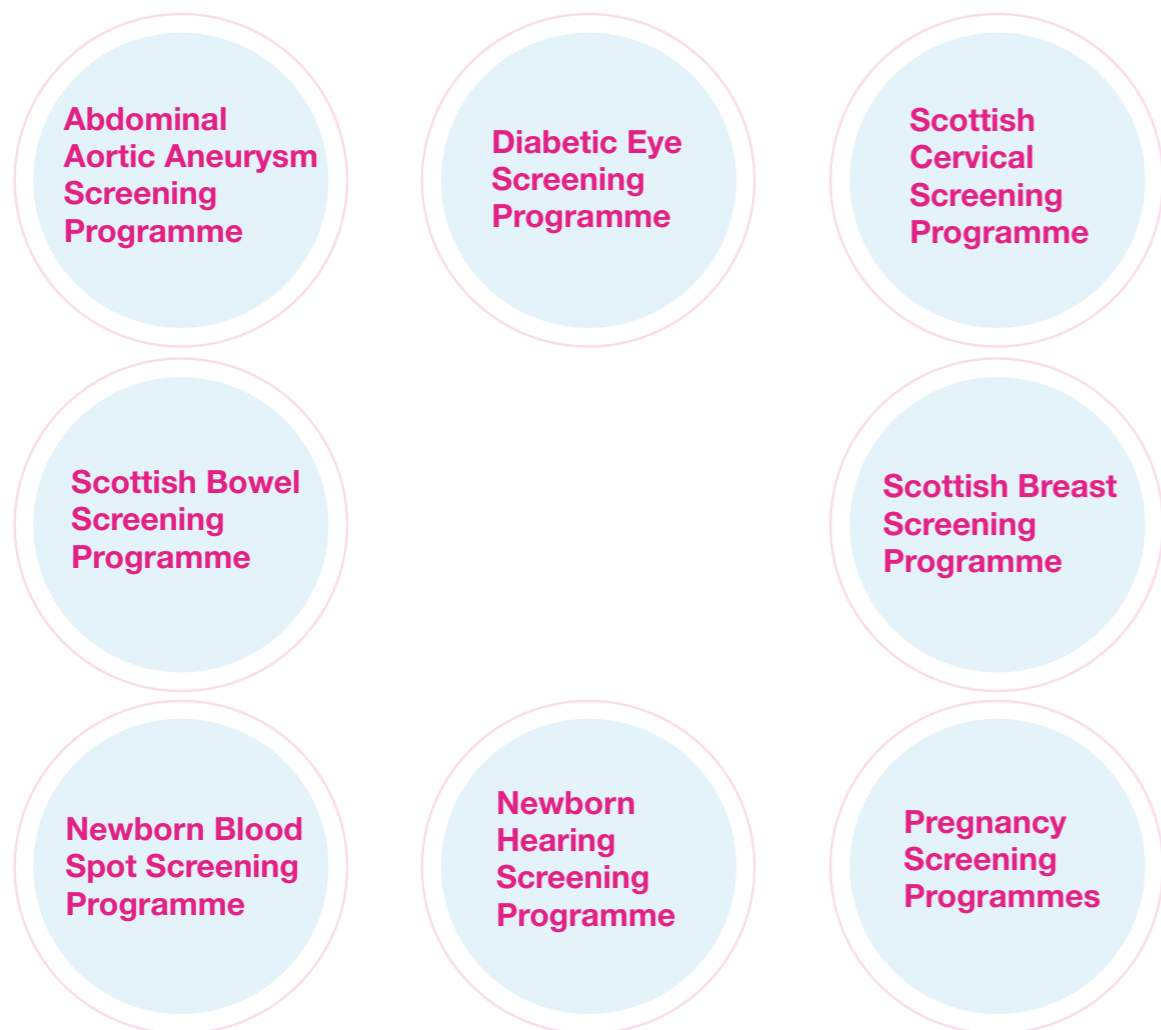 Abdominal
Aortic Aneurysm
Screening
Programme
Diabetic Eye
Screening
Programme
Scottish
Cervical
Screening
Programme
Scottish Bowel
Screening
Programme
Scottish Breast
Screening
Programme
Newborn Blood
Spot Screening
Programme
Newborn
Hearing
Screening
Programme
Pregnancy
Screening
Programmes